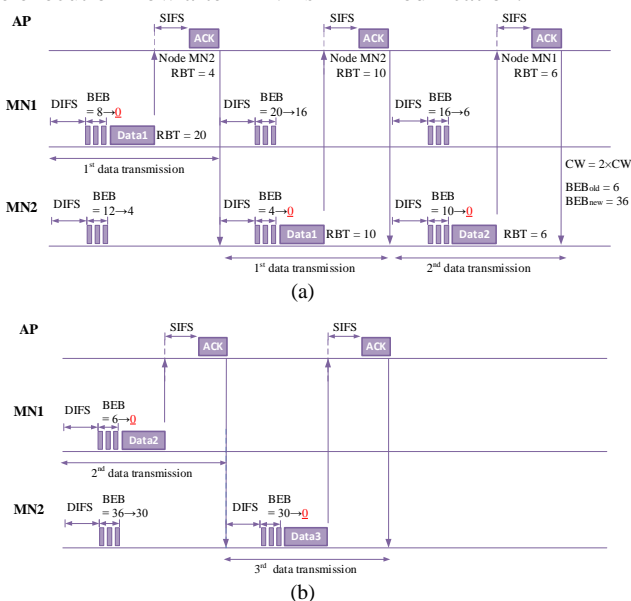 AP
SIFS
ACK
SIFS
ACK
SIFS
ACK
Node MN2
RBT = 4
Node MN2
RBT = 10
Node MN1
RBT = 6
MN1
DIFS
BEB
= 8→0
Data1
RBT = 20
DIFS
BEB
= 20→16
DIFS
BEB
= 16→6
1st data transmission
CW = 2×CW
BEBold = 6
BEBnew = 36
MN2
DIFS
BEB
= 12→4
DIFS
BEB
= 4→0
Data1
RBT = 10
DIFS
BEB
= 10→0
Data2
RBT = 6
1st data transmission
2nd data transmission
(a)
AP
SIFS
ACK
SIFS
ACK
MN1
DIFS
BEB
= 6→0
Data2
2nd data transmission
MN2
DIFS
BEB
= 36→30
DIFS
BEB
= 30→0
Data3
3rd data transmission
(b)